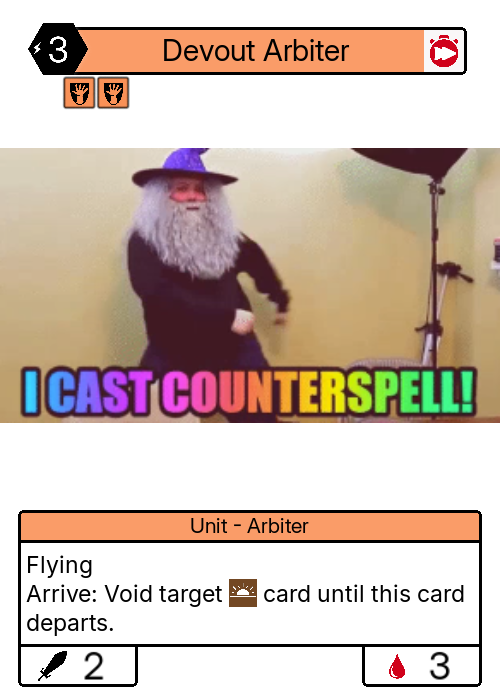 3
Devout Arbiter
I CAST COUNTERSPELL!
Unit - Arbiter
Flying
Arrive: Void target card until this card
departs.
2
3